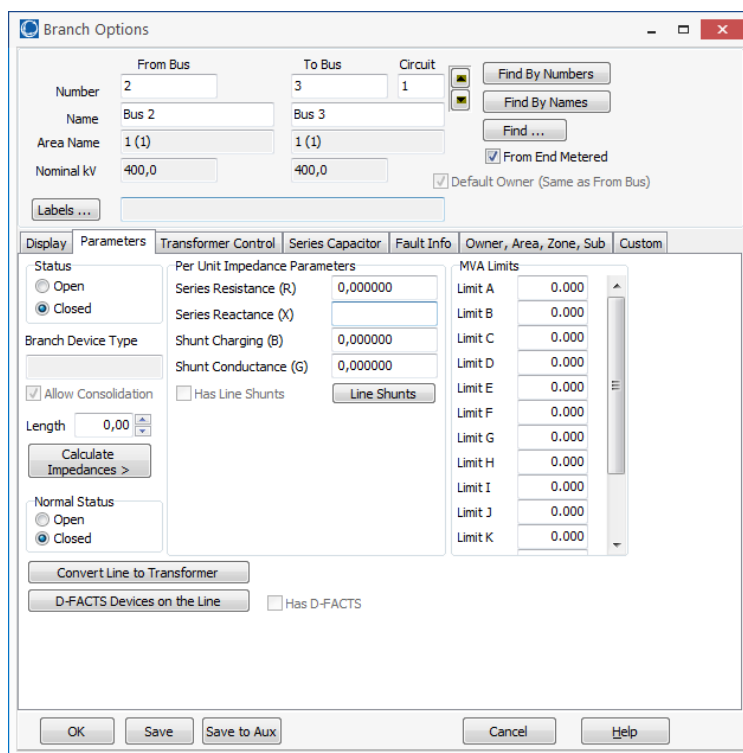 Branch Options
From Bus To Bus Circuit
Number 2 3 1 Find By Numbers
Name Bus 2 Bus 3 Find By Names
Area Name 1 (1) 1 (1) Find ...
Nominal kV 400,0 400,0 From End Metered
Default Owner (Same as From Bus)
Labels ...
Display Parameters Transformer Control Series Capacitor Fault Info Owner, Area, Zone, Sub Custom
Status
Open
Closed
Branch Device Type
Allow Consolidation
Length 0,00
Calculate
Impedances >
Normal Status
Open
Closed
Per Unit Impedance Parameters
Series Resistance (R) 0,000000
Series Reactance (X)
Shunt Charging (B) 0,000000
Shunt Conductance (G) 0,000000
Has Line Shunts Line Shunts
MVA Limits
Limit A 0.000
Limit B 0.000
Limit C 0.000
Limit D 0.000
Limit E 0.000
Limit F 0.000
Limit G 0.000
Limit H 0.000
Limit I 0.000
Limit J 0.000
Limit K 0.000
Convert Line to Transformer
D-FACTS Devices on the Line Has D-FACTS
OK Save Save to Aux Cancel Help